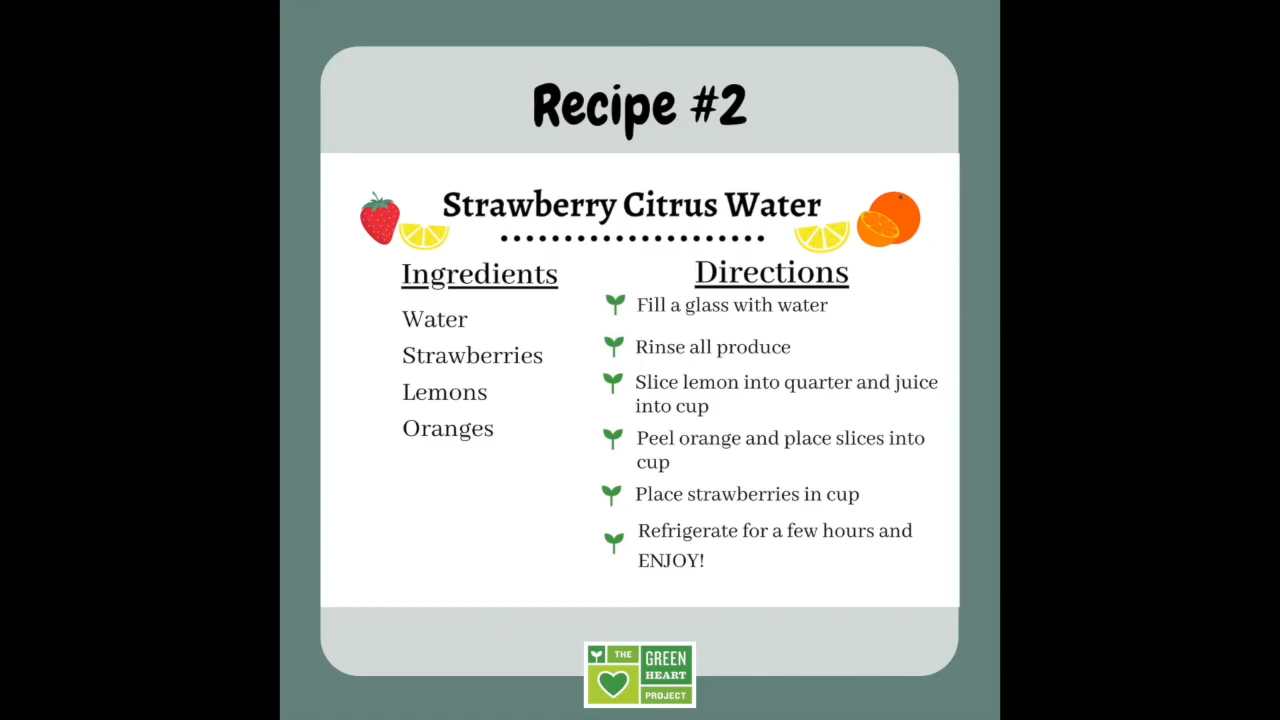 Recipe #2
Strawberry Citrus Water
Ingredients
Water
Strawberries
Lemons
Oranges
Directions
Fill a glass with water
Rinse all produce
Slice lemon into quarter and juice
into cup
Peel orange and place slices into
cup
Place strawberries in cup
Refrigerate for a few hours and
ENJOY!
THE
GREEN
HEART
PROJECT